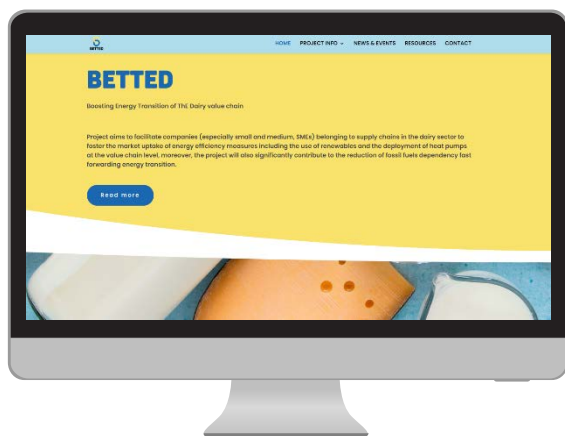 BETTED
HOME PROJECT INFO NEWS & EVENTS RESOURCES CONTACT
BETTED
Boosting Energy Transition of ThE Dairy value chain
Project aims to facilitate companies (especially small and medium, SMEs) belonging to supply chains in the dairy sector to
foster the market uptake of energy efficiency measures including the use of renewables and the deployment of heat pumps
at the value chain level, moreover, the project will also significantly contribute to the reduction of fossil fuels dependency fast
forwarding energy transition.
Read more